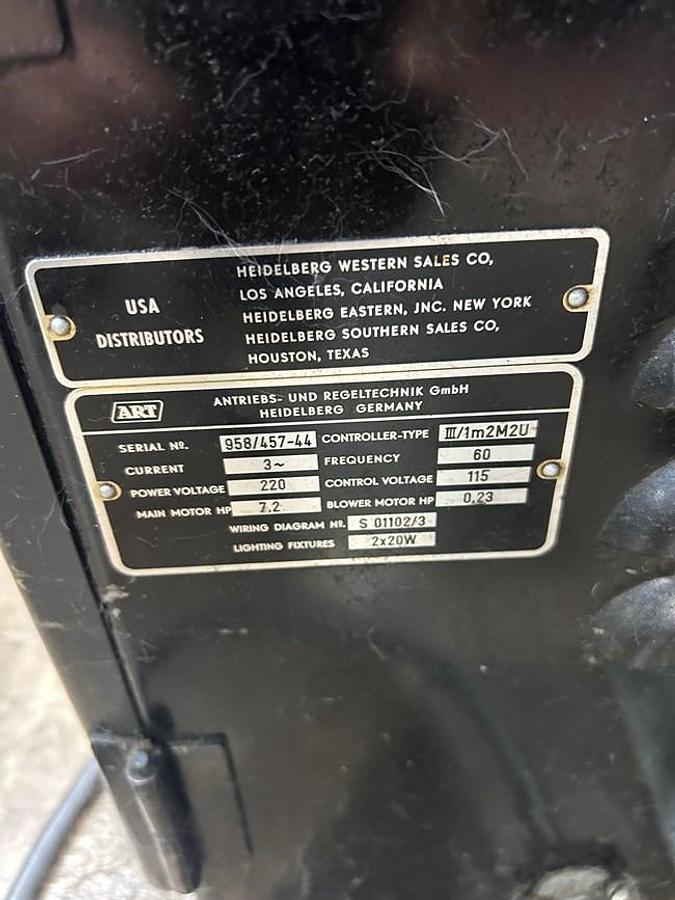 USA
DISTRIBUTORS
HEIDELBERG WESTERN SALES CO,
LOS ANGELES, CALIFORNIA
HEIDELBERG EASTERN, JNC. NEW YORK
HEIDELBERG SOUTHERN SALES CO,
HOUSTON, TEXAS
ART
ANTRIEBS- UND REGELTECHNIK GmbH
HEIDELBERG GERMANY
SERIAL Nº. 958/457-44 CONTROLLER-TYPE III/1m2M2U-
CURRENT 3~ FREQUENCY 60
POWER VOLTAGE 220 CONTROL VOLTAGE 115
MAIN MOTOR HP 7,2 BLOWER MOTOR HP 0,23
WIRING DIAGRAM Nº. S 01102/3
LIGHTING FIXTURES 2x20W